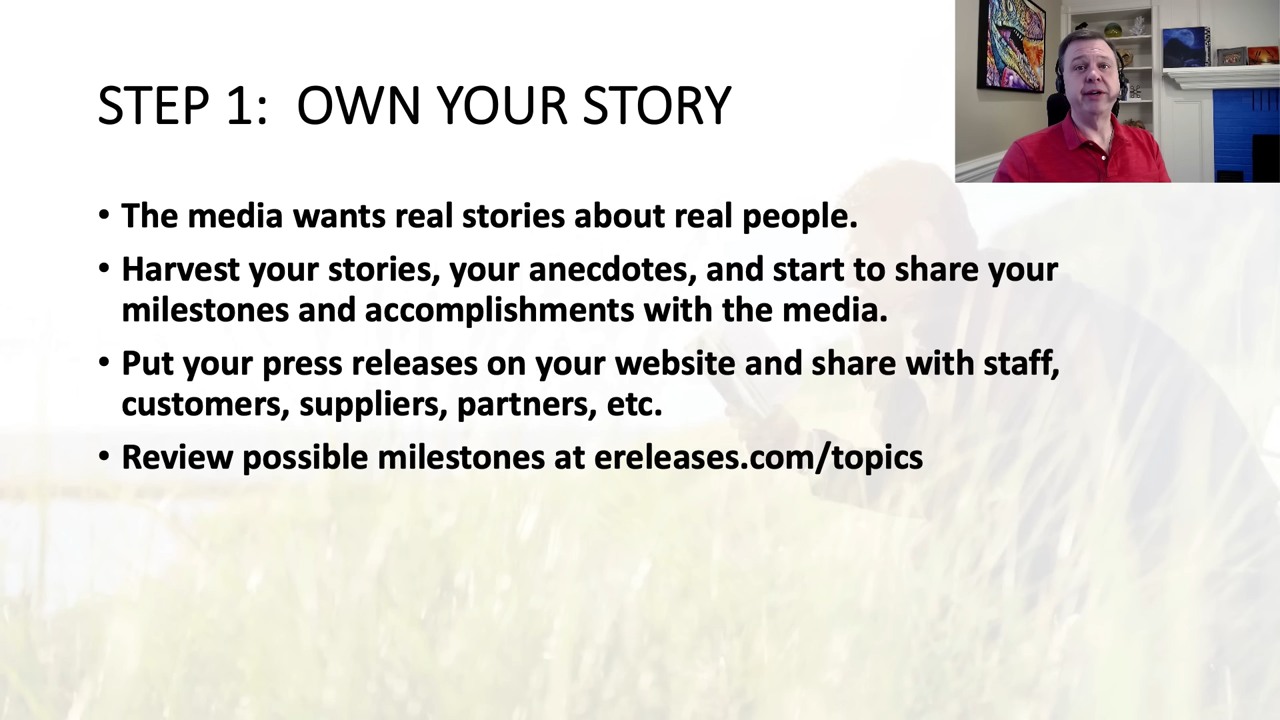 STEP 1: OWN YOUR STORY
• The media wants real stories about real people.
• Harvest your stories, your anecdotes, and start to share your
milestones and accomplishments with the media.
• Put your press releases on your website and share with staff,
customers, suppliers, partners, etc.
• Review possible milestones at ereleases.com/topics